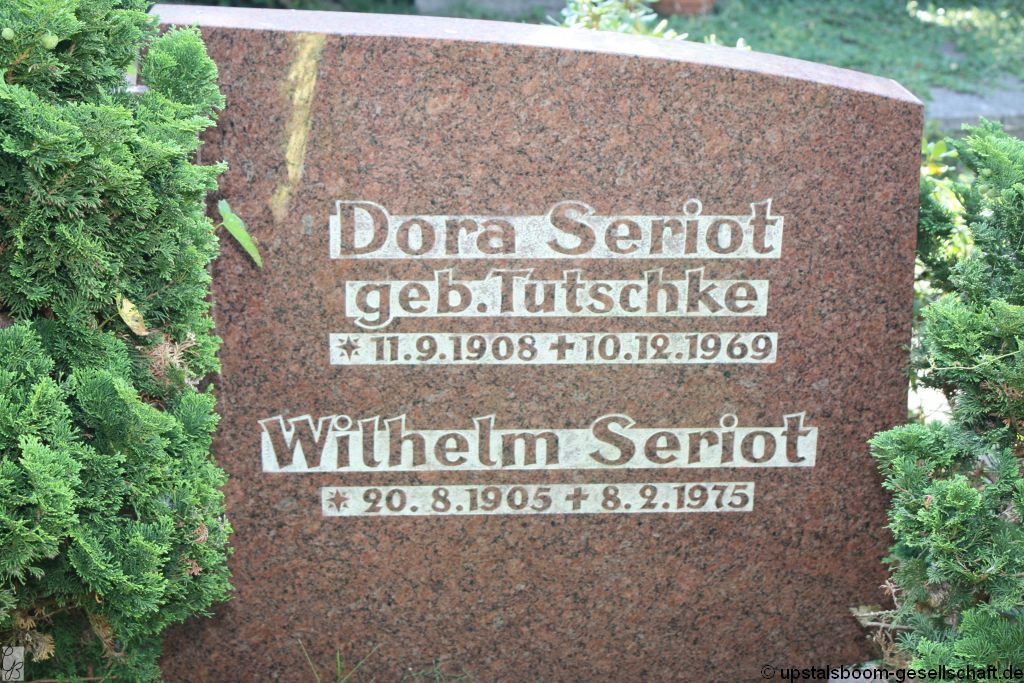 Dora Seriot
geb. Tutschke
* 11.9.1908 + 10.12.1969
Wilhelm Seriot
* 20. 8.1905 + 8.2.1975
© upstalsboom-gesellschaft.de